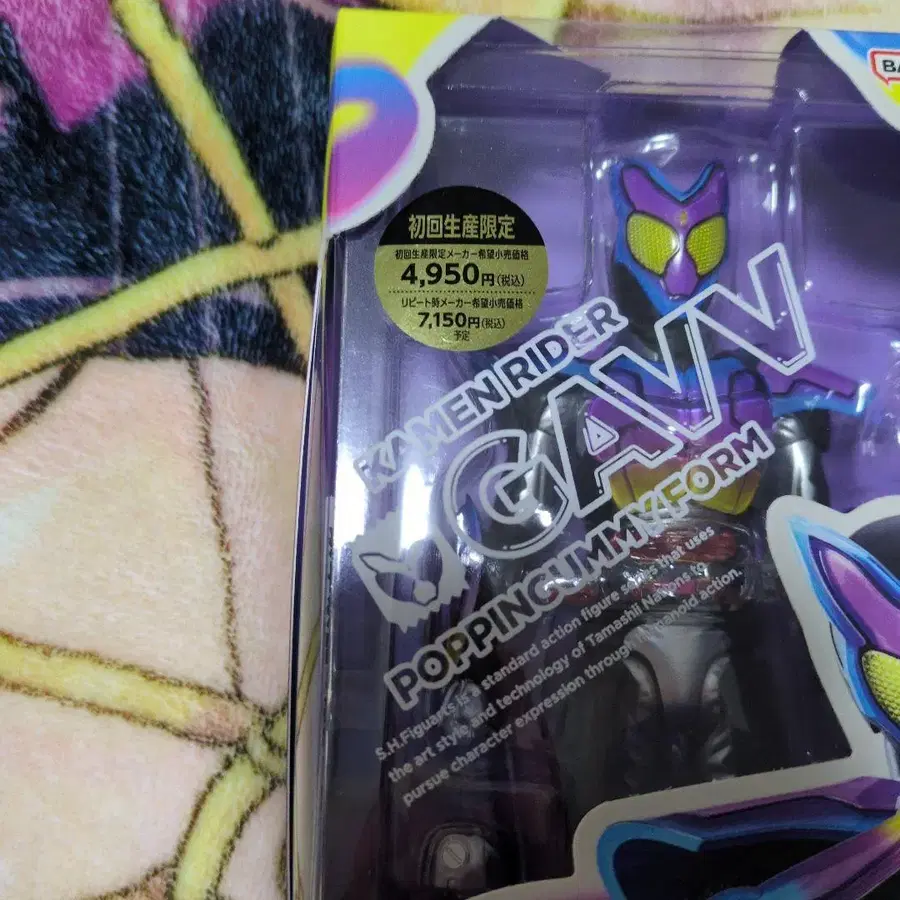 BA
初回生産限定
初回生産限定メーカー希望小売価格
4,950円(税込)
リピート時メーカー希望小売価格
7,150円(税込)
予定
KAMEN RIDER
GAVV
POPPINGUMMY FORM
S.H.Figuarts is a standard action figure series that uses
the art style and technology of Tamashii Nations to
pursue character expression through humanoid action.